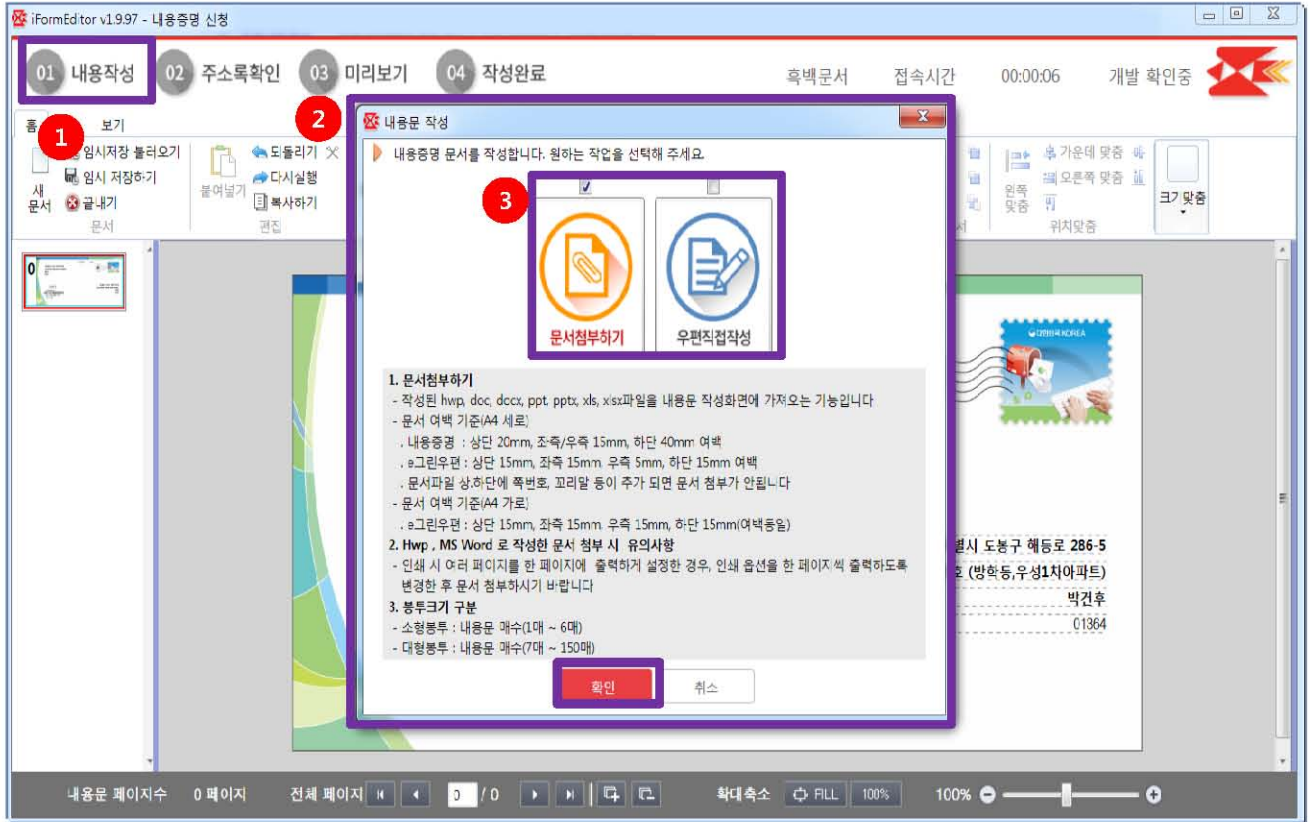 iFormEditor v1.9.97 - 내용증명 신청
01 내용작성 02 주소록확인 03 미리보기 04 작성완료 흑백문서 접속시간 00:00:06 개발 확인중
홈 보기
1
2
3
임시저장 불러오기
임시 저장하기
끝내기
새 문서
문서
붙여넣기
되돌리기
다시실행
복사하기
편집
왼쪽 맞춤
가운데 맞춤
오른쪽 맞춤
위치맞춤
크기 맞춤
내용문 작성
내용증명 문서를 작성합니다. 원하는 작업을 선택해 주세요.
문서첨부하기 우편직접작성
1. 문서첨부하기
- 작성된 hwp, doc, docx, ppt, pptx, xls, xlsx파일을 내용문 작성화면에 가져오는 기능입니다
- 문서 여백 기준(A4 세로)
. 내용증명 : 상단 20mm, 좌측/우측 15mm, 하단 40mm 여백
. e그린우편 : 상단 15mm, 좌측 15mm, 우측 5mm, 하단 15mm 여백
. 문서파일 상,하단에 쪽번호, 꼬리말 등이 추가 되면 문서 첨부가 안됩니다
- 문서 여백 기준(A4 가로)
. e그린우편 : 상단 15mm, 좌측 15mm, 우측 15mm, 하단 15mm(여백동일)
2. Hwp , MS Word 로 작성한 문서 첨부 시 유의사항
- 인쇄 시 여러 페이지를 한 페이지에 출력하게 설정한 경우, 인쇄 옵션을 한 페이지씩 출력하도록
변경한 후 문서 첨부하시기 바랍니다
3. 봉투크기 구분
- 소형봉투 : 내용문 매수(1매 ~ 6매)
- 대형봉투 : 내용문 매수(7매 ~ 150매)
확인 취소
0
대한민국 KOREA
별시 도봉구 해등로 286-5
호 (방학동,우성1차아파트)
박건후
01364
내용문 페이지수 0 페이지 전체 페이지 0 / 0 확대축소 FILL 100% 100%